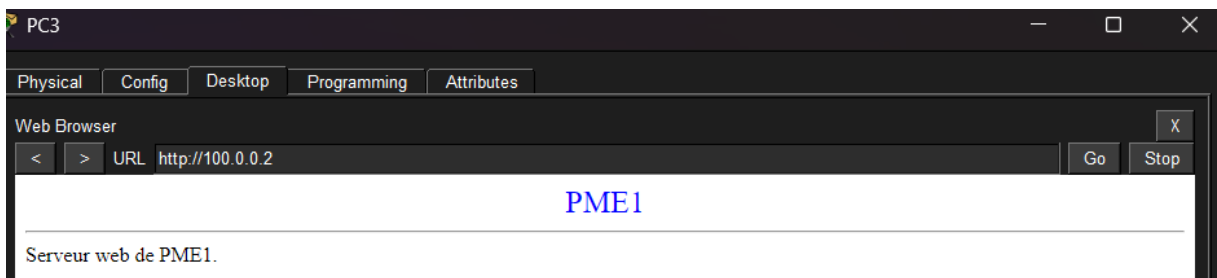 PC3
Physical Config Desktop Programming Attributes
Web Browser
X
< > URL http://100.0.0.2 Go Stop
PME1
Serveur web de PME1.